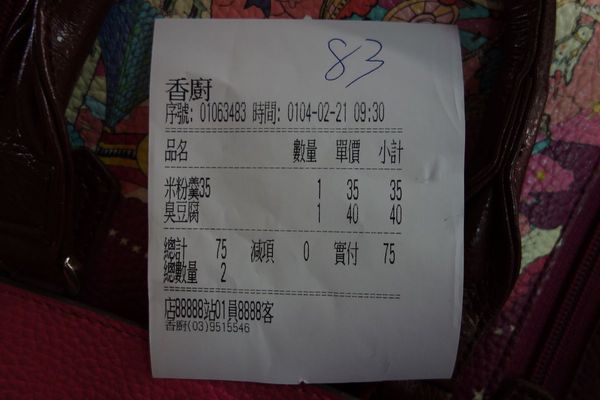 83
香廚
序號: 01063483 時間: 0104-02-21 09:30
品名 數量 單價 小計
米粉羹35 1 35 35
臭豆腐 1 40 40
總計 75 減項 0 實付 75
總數量 2
店88888站01員8888客
香廚(03)9515546